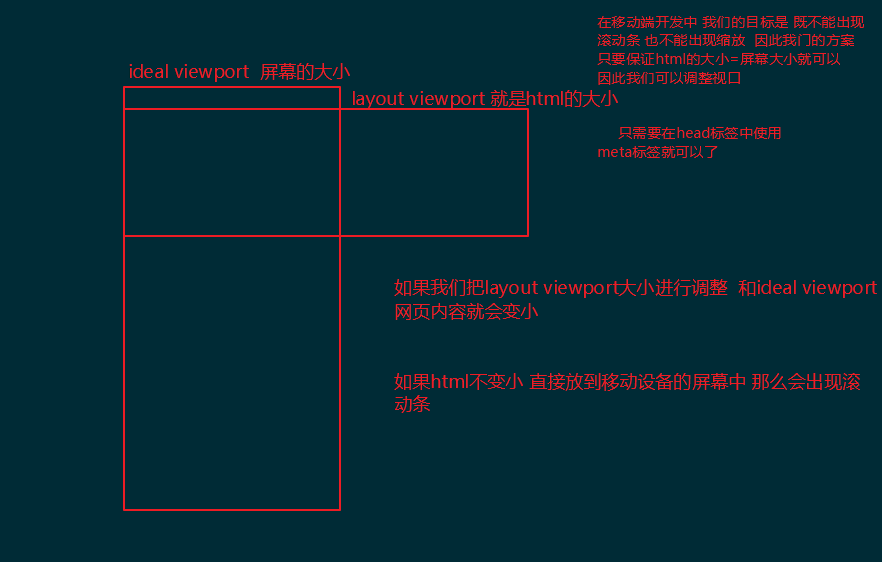 在移动端开发中 我们的目标是 既不能出现
滚动条 也不能出现缩放 因此我门的方案
只要保证html的大小=屏幕大小就可以
因此我们可以调整视口
ideal viewport 屏幕的大小
layout viewport 就是html的大小
只需要在head标签中使用
meta标签就可以了
如果我们把layout viewport大小进行调整 和ideal viewport
网页内容就会变小
如果html不变小 直接放到移动设备的屏幕中 那么会出现滚
动条